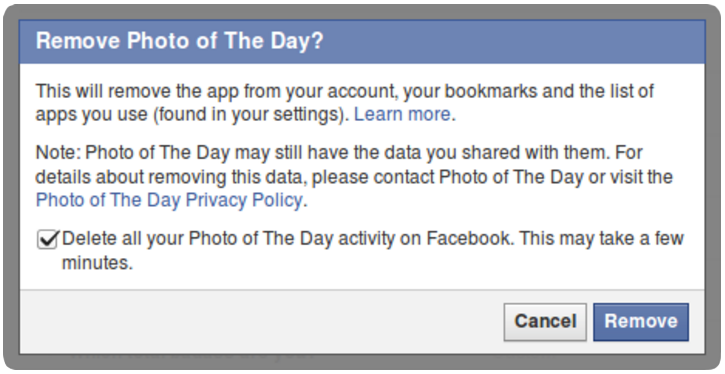 Remove Photo of The Day?
This will remove the app from your account, your bookmarks and the list of
apps you use (found in your settings). Learn more.
Note: Photo of The Day may still have the data you shared with them. For
details about removing this data, please contact Photo of The Day or visit the
Photo of The Day Privacy Policy.
Delete all your Photo of The Day activity on Facebook. This may take a few
minutes.
Cancel Remove